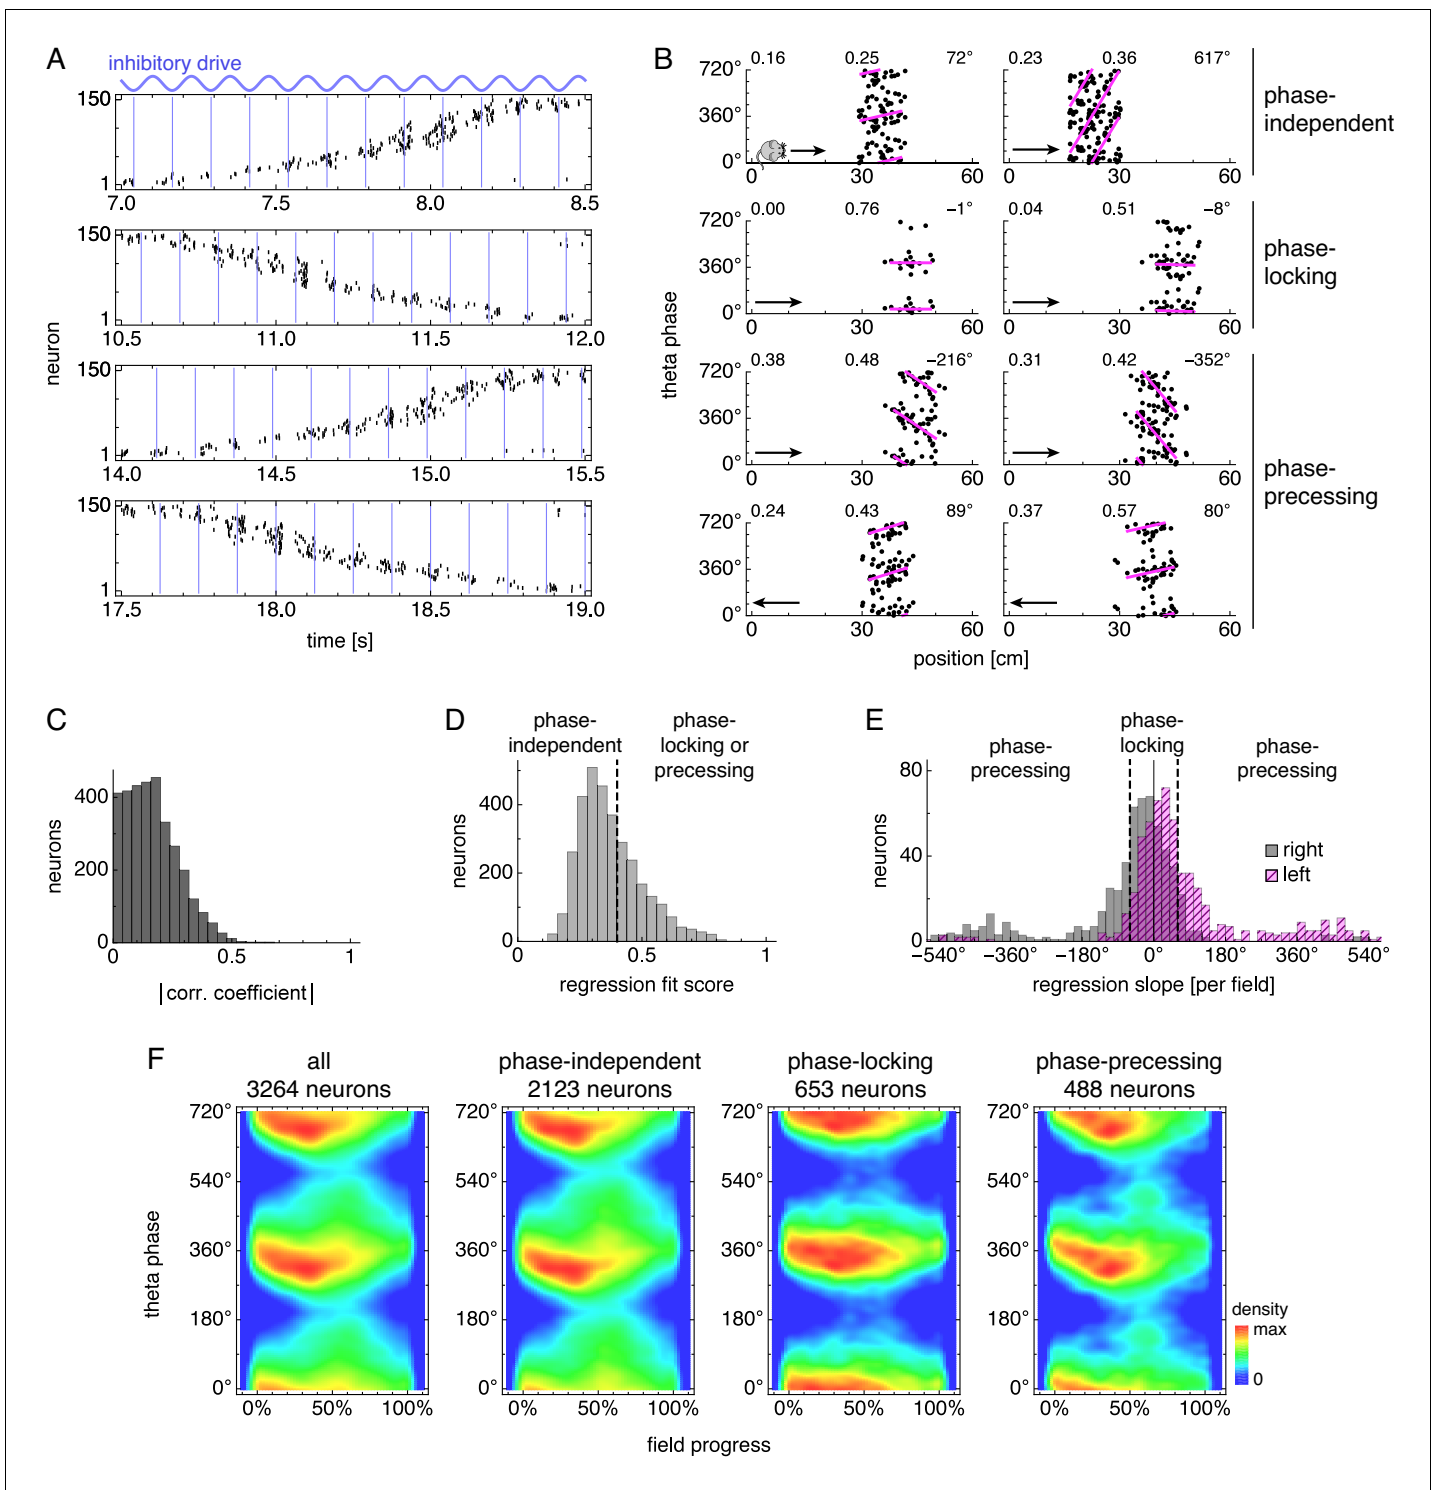 A
inhibitory drive
150
1
7.0 7.5 8.0 8.5
150
1
10.5 11.0 11.5 12.0
150
1
14.0 14.5 15.0 15.5
150
1
17.5 18.0 18.5 19.0
neuron
time [s]
B
0.16 0.25 72°
720°
360°
0°
0 30 60
0.23 0.36 617°
0 30 60
phase-
independent
0.00 0.76 −1°
720°
360°
0°
0 30 60
0.04 0.51 −8°
0 30 60
phase-
locking
0.38 0.48 −216°
720°
360°
0°
0 30 60
0.31 0.42 −352°
0 30 60
phase-
precessing
0.24 0.43 89°
720°
360°
0°
0 30 60
0.37 0.57 80°
0 30 60
theta phase
position [cm]
C
400
200
0
0 0.5 1
neurons
|corr. coefficient|
D
phase-
independent
phase-
locking or
precessing
400
200
0
0 0.5 1
neurons
regression fit score
E
phase-
precessing
phase-
locking
phase-
precessing
80
40
0
−540° −360° −180° 0° 180° 360° 540°
neurons
right
left
regression slope [per field]
F
all
3264 neurons
phase-independent
2123 neurons
phase-locking
653 neurons
phase-precessing
488 neurons
720° 720° 720° 720°
540° 540° 540° 540°
360° 360° 360° 360°
180° 180° 180° 180°
0° 0° 0° 0°
0% 50% 100% 0% 50% 100% 0% 50% 100% 0% 50% 100%
theta phase
field progress
density
max
0